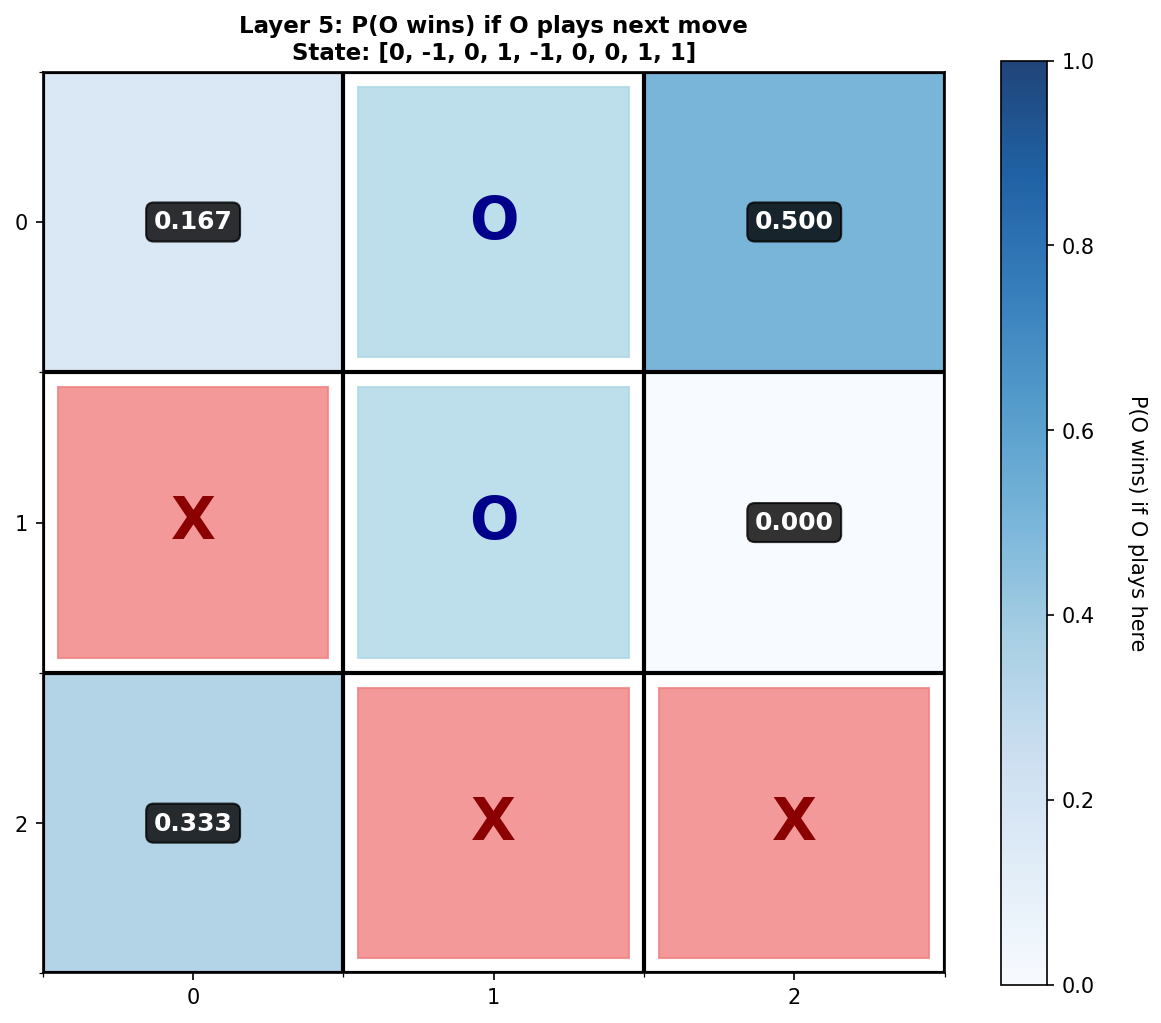 Layer 5: P(O wins) if O plays next move
State: [0, -1, 0, 1, -1, 0, 0, 1, 1]
0
0.167
O
0.500
1
X
O
0.000
2
0.333
X
X
0
1
2
1.0
0.8
0.6
0.4
0.2
0.0
P(O wins) if O plays here